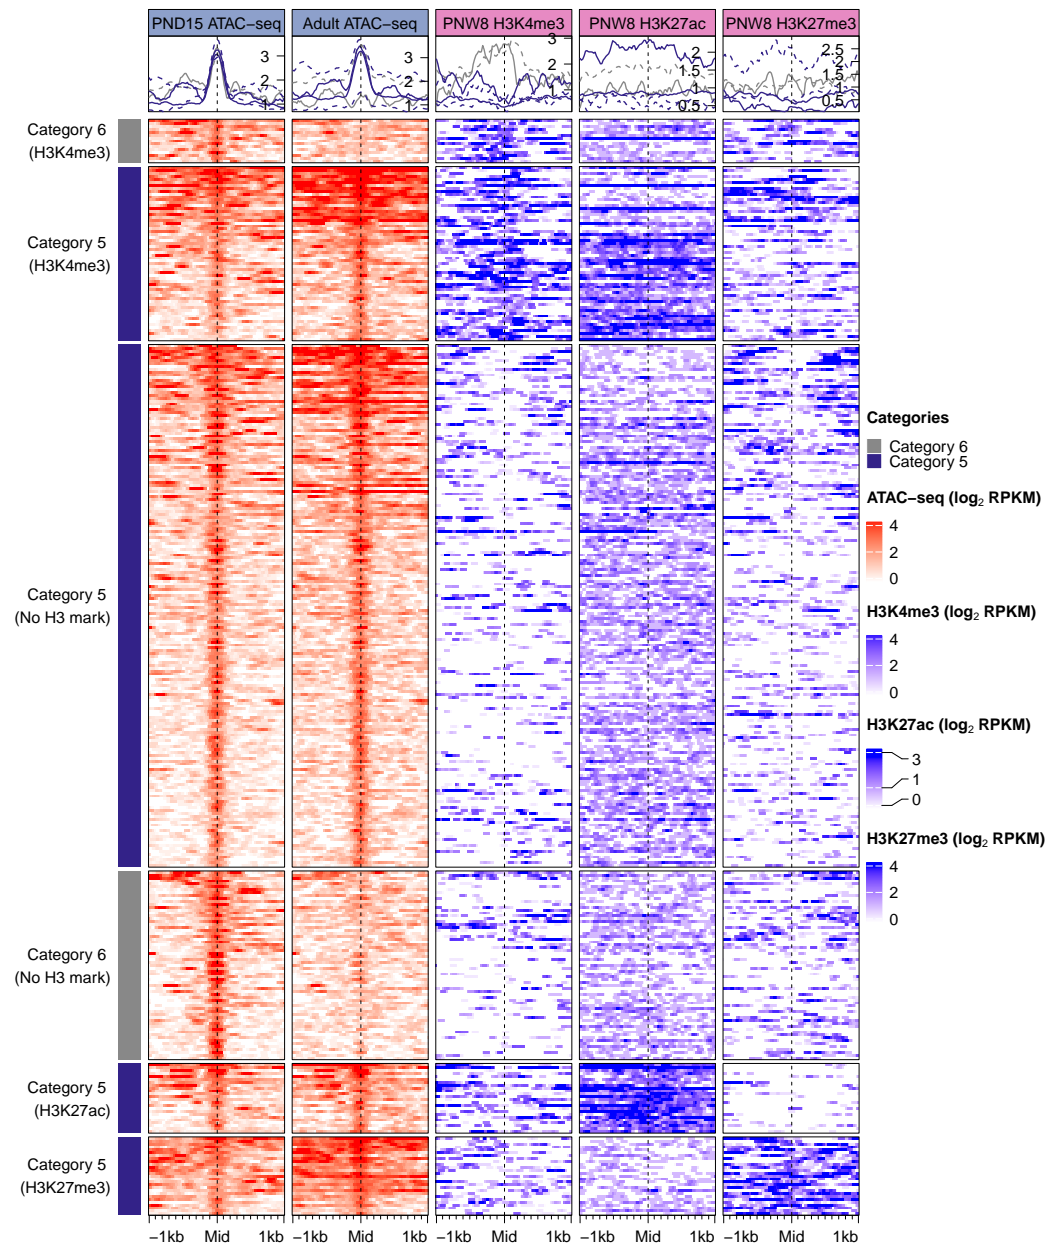 PND15 ATAC−seq
Adult ATAC−seq
PNW8 H3K4me3
PNW8 H3K27ac
PNW8 H3K27me3
3
2
1
3
2
1
3
2
1
2
1.5
1
0.5
2.5
2
1.5
1
0.5
Category 6
(H3K4me3)
Category 5
(H3K4me3)
Category 5
(No H3 mark)
Category 6
(No H3 mark)
Category 5
(H3K27ac)
Category 5
(H3K27me3)
−1kb Mid 1kb
−1kb Mid 1kb
−1kb Mid 1kb
−1kb Mid 1kb
−1kb Mid 1kb
Categories
Category 6
Category 5
ATAC−seq (log₂ RPKM)
4
2
0
H3K4me3 (log₂ RPKM)
4
2
0
H3K27ac (log₂ RPKM)
3
1
0
H3K27me3 (log₂ RPKM)
4
2
0